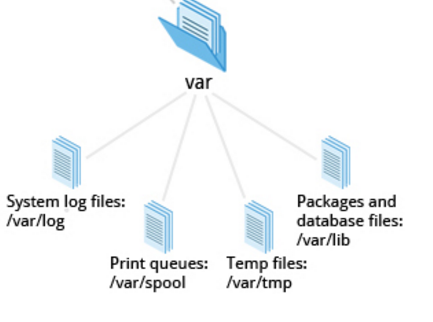 var
System log files:
/var/log
Print queues:
/var/spool
Temp files:
/var/tmp
Packages and
database files:
/var/lib